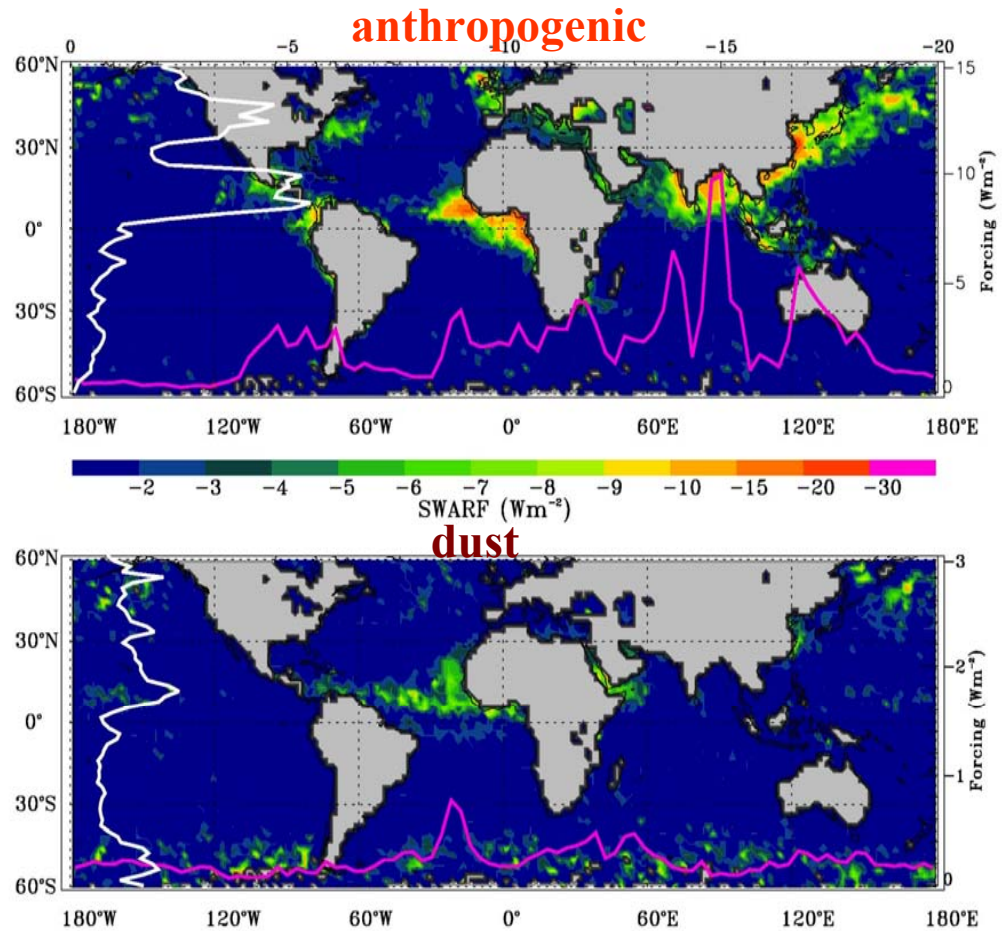 anthropogenic
0 -5 -10 -15 -20
60°N -15
30°N -10
0°
-5
30°S
60°S 0
Forcing (Wm⁻²)
180°W 120°W 60°W 0° 60°E 120°E 180°E
-2 -3 -4 -5 -6 -7 -8 -9 -10 -15 -20 -30
SWARF (Wm⁻²)
dust
60°N -3
30°N
-2
0°
-1
30°S
60°S 0
Forcing (Wm⁻²)
180°W 120°W 60°W 0° 60°E 120°E 180°E